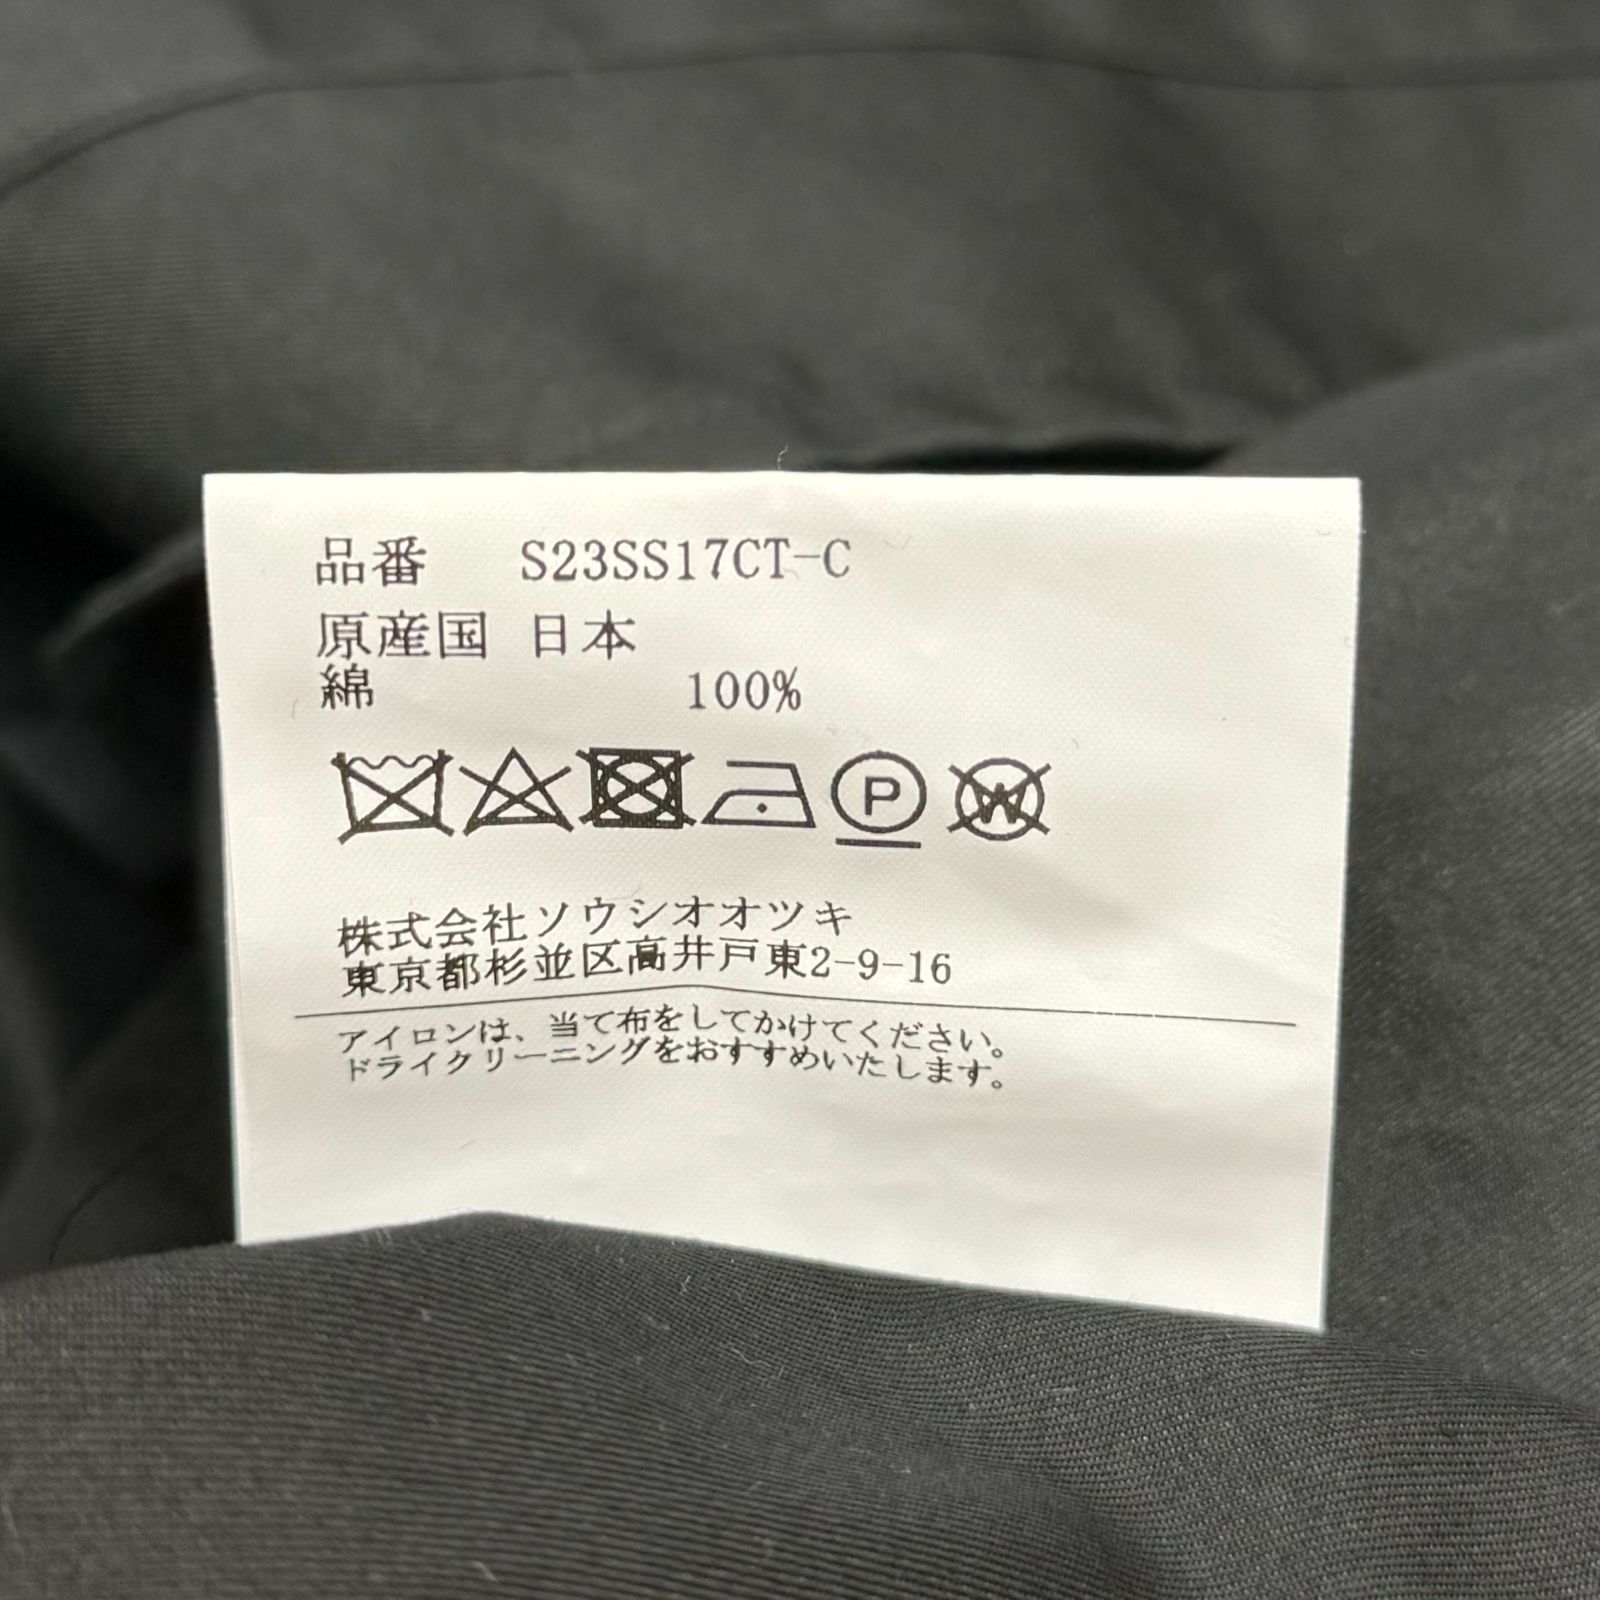 品番 S23SS17CT-C
原産国 日本
綿 100%
P W
株式会社ソウシオオツキ
東京都杉並区高井戸東2-9-16
アイロンは、当て布をしてかけてください。
ドライクリーニングをおすすめいたします。